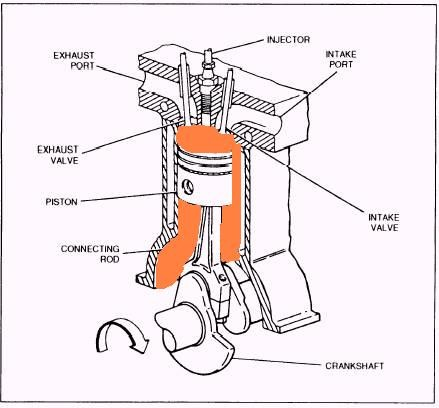 INJECTOR
EXHAUST
PORT
INTAKE
PORT
EXHAUST
VALVE
PISTON
INTAKE
VALVE
CONNECTING
ROD
CRANKSHAFT